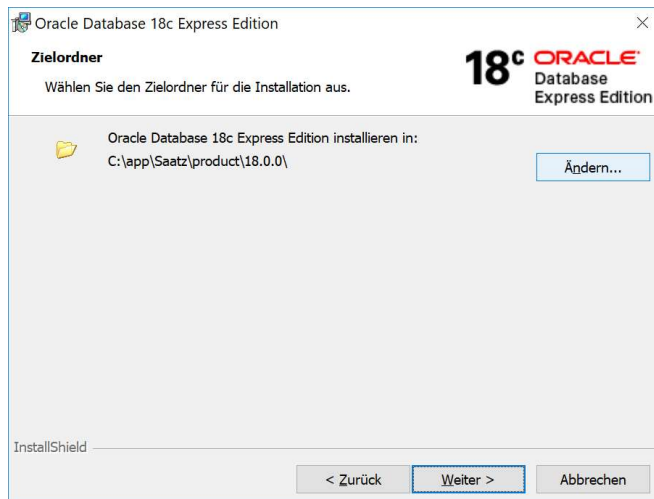 Oracle Database 18c Express Edition
Zielordner
Wählen Sie den Zielordner für die Installation aus.
18c ORACLE
Database
Express Edition
Oracle Database 18c Express Edition installieren in:
C:\app\Saatz\product\18.0.0\
Ändern...
InstallShield
< Zurück
Weiter >
Abbrechen